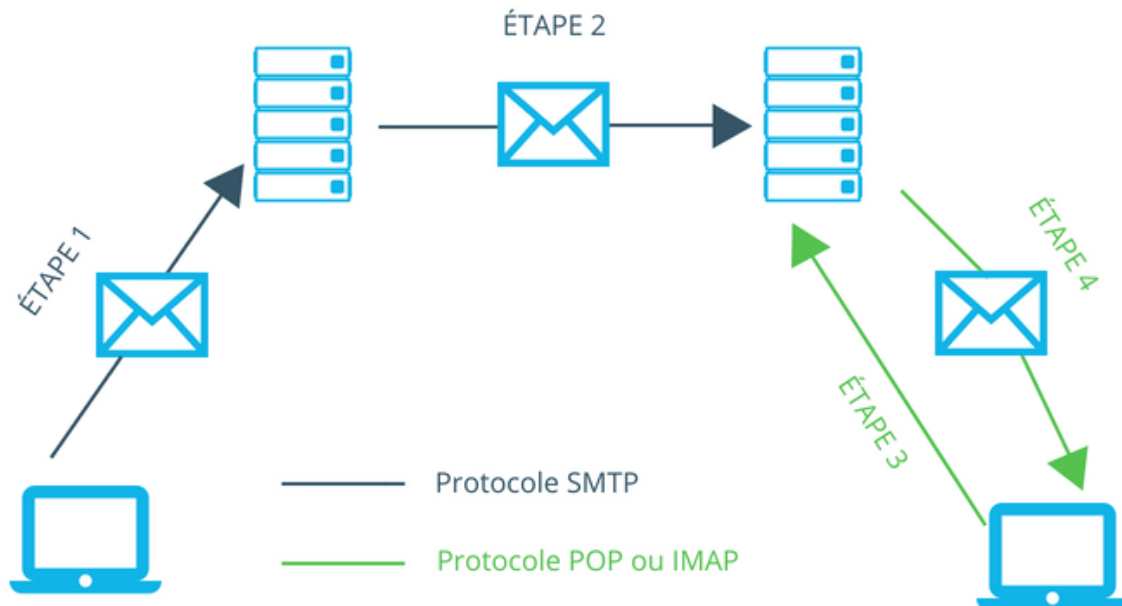 ÉTAPE 2
ÉTAPE 1
ÉTAPE 4
ÉTAPE 3
Protocole SMTP
Protocole POP ou IMAP